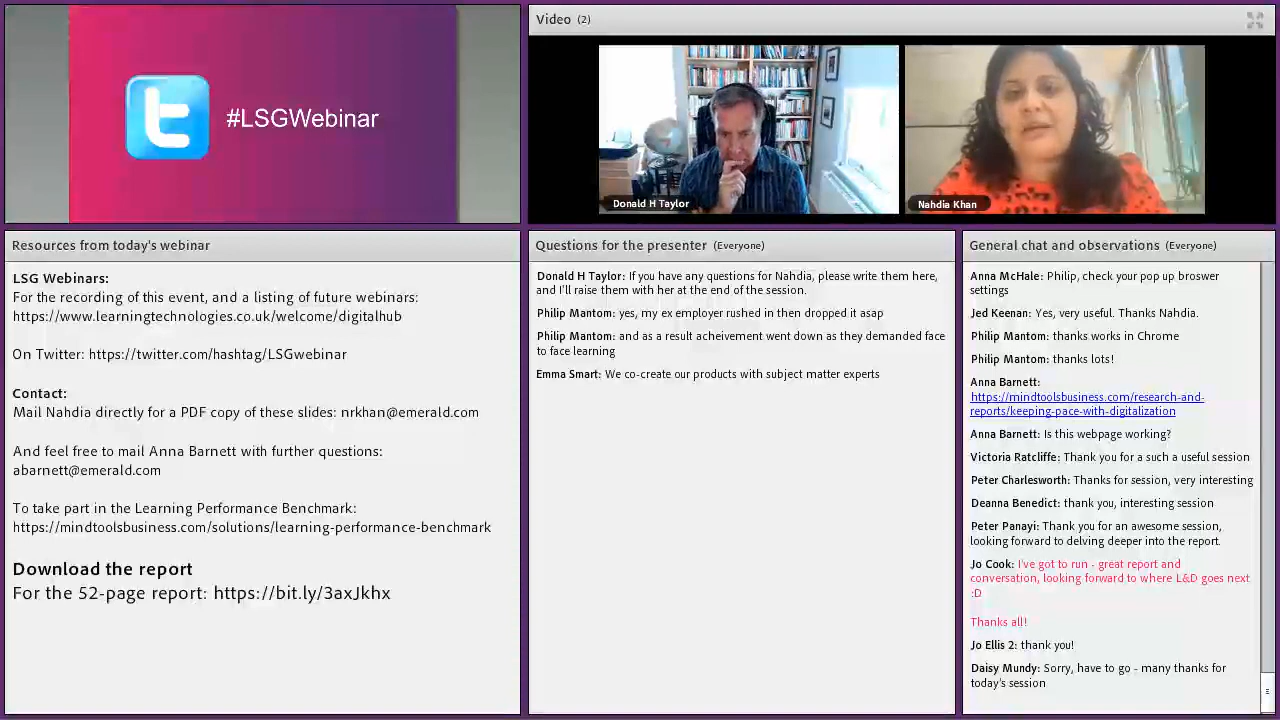 #LSGWebinar
Video (2)
Donald H Taylor
Nahdia Khan
Resources from today's webinar
LSG Webinars:
For the recording of this event, and a listing of future webinars:
https://www.learningtechnologies.co.uk/welcome/digitalhub
On Twitter: https://twitter.com/hashtag/LSGwebinar
Contact:
Mail Nahdia directly for a PDF copy of these slides: nrkhan@emerald.com
And feel free to mail Anna Barnett with further questions:
abarnett@emerald.com
To take part in the Learning Performance Benchmark:
https://mindtoolsbusiness.com/solutions/learning-performance-benchmark
Download the report
For the 52-page report: https://bit.ly/3axJkhx
Questions for the presenter (Everyone)
Donald H Taylor: If you have any questions for Nahdia, please write them here,
and I'll raise them with her at the end of the session.
Philip Mantom: yes, my ex employer rushed in then dropped it asap
Philip Mantom: and as a result acheivement went down as they demanded face
to face learning
Emma Smart: We co-create our products with subject matter experts
General chat and observations (Everyone)
Anna McHale: Philip, check your pop up broswer
settings
Jed Keenan: Yes, very useful. Thanks Nahdia.
Philip Mantom: thanks works in Chrome
Philip Mantom: thanks lots!
Anna Barnett:
https://mindtoolsbusiness.com/research-and-
reports/keeping-pace-with-digitalization
Anna Barnett: Is this webpage working?
Victoria Ratcliffe: Thank you for a such a useful session
Peter Charlesworth: Thanks for session, very interesting
Deanna Benedict: thank you, interesting session
Peter Panayi: Thank you for an awesome session,
looking forward to delving deeper into the report.
Jo Cook: I've got to run - great report and
conversation, looking forward to where L&D goes next
:D
Thanks all!
Jo Ellis 2: thank you!
Daisy Mundy: Sorry, have to go - many thanks for
today's session